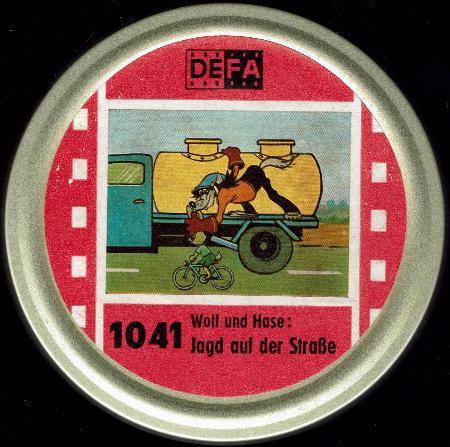 DEFA
1041 Wolf und Hase:
Jagd auf der Straße